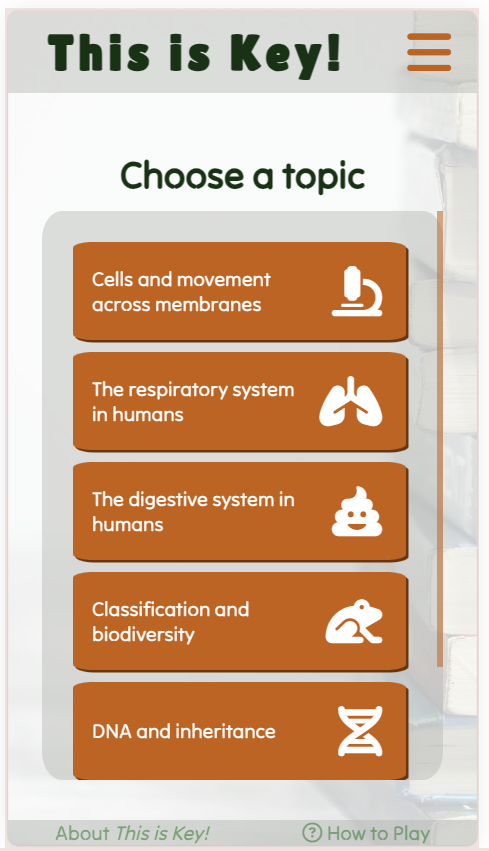 This is Key!
Choose a topic
Cells and movement
across membranes
The respiratory system
in humans
The digestive system in
humans
Classification and
biodiversity
DNA and inheritance
About This is Key!
? How to Play